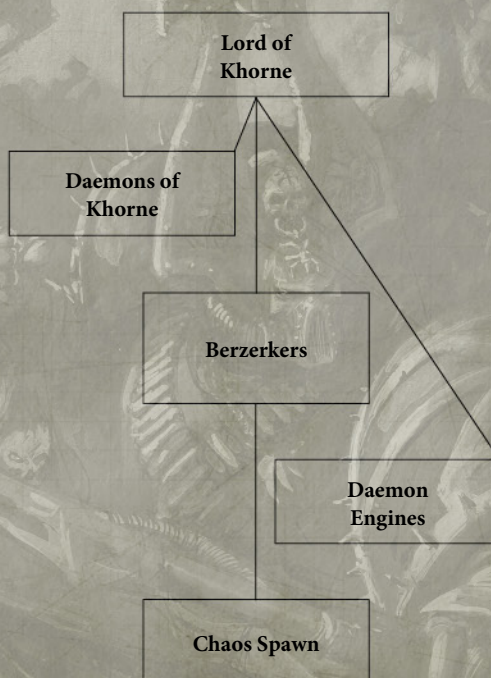 Lord of
Khorne
Daemons of
Khorne
Berzerkers
Daemon
Engines
Chaos Spawn